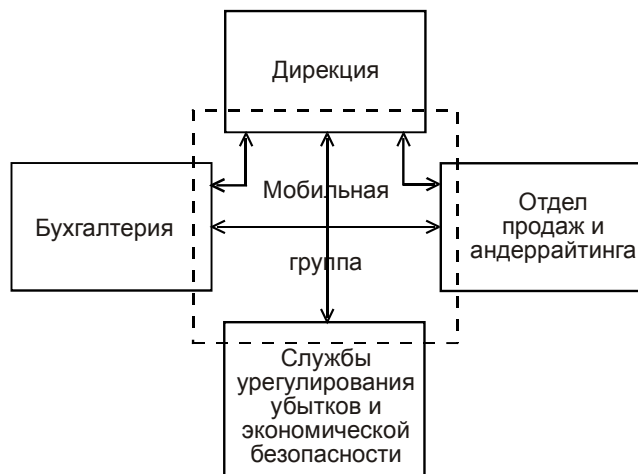 Дирекция
Мобильная
группа
Бухгалтерия
Отдел
продаж и
андеррайтинга
Службы
урегулирования
убытков и
экономической
безопасности